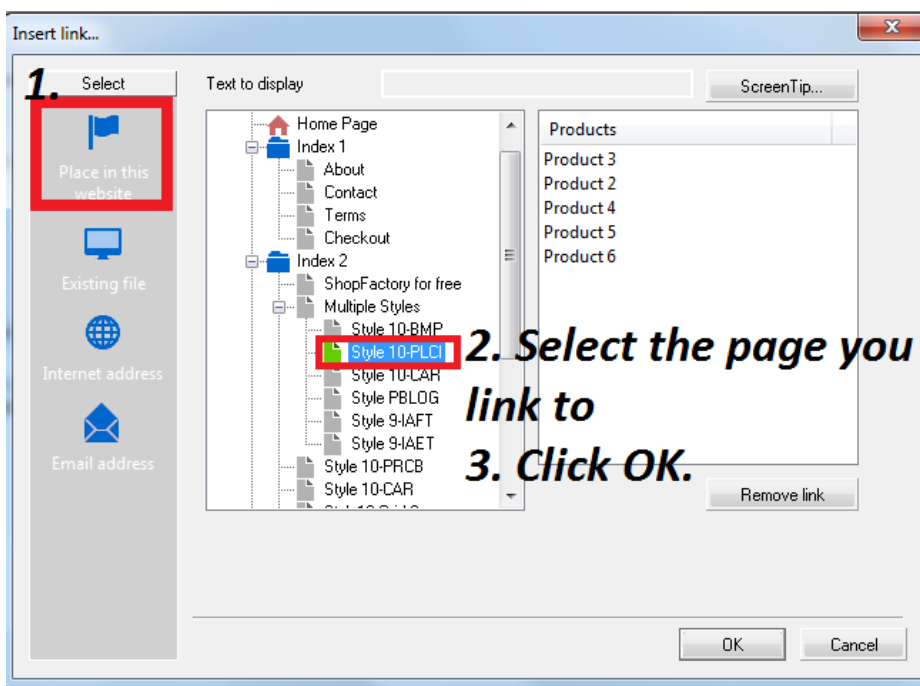 Insert link...
1.
Select
Text to display
ScreenTip...
Place in this
website
Existing file
Internet address
Email address
Home Page
Index 1
About
Contact
Terms
Checkout
Index 2
ShopFactory for free
Multiple Styles
Style 10-BMP
Style 10-PLCI
Style 10-CAR
Style PBLOG
Style 9-IAFT
Style 9-IAET
Style 10-PRCB
Style 10-CAR
Products
Product 3
Product 2
Product 4
Product 5
Product 6
2. Select the page you
link to
3. Click OK.
Remove link
OK
Cancel